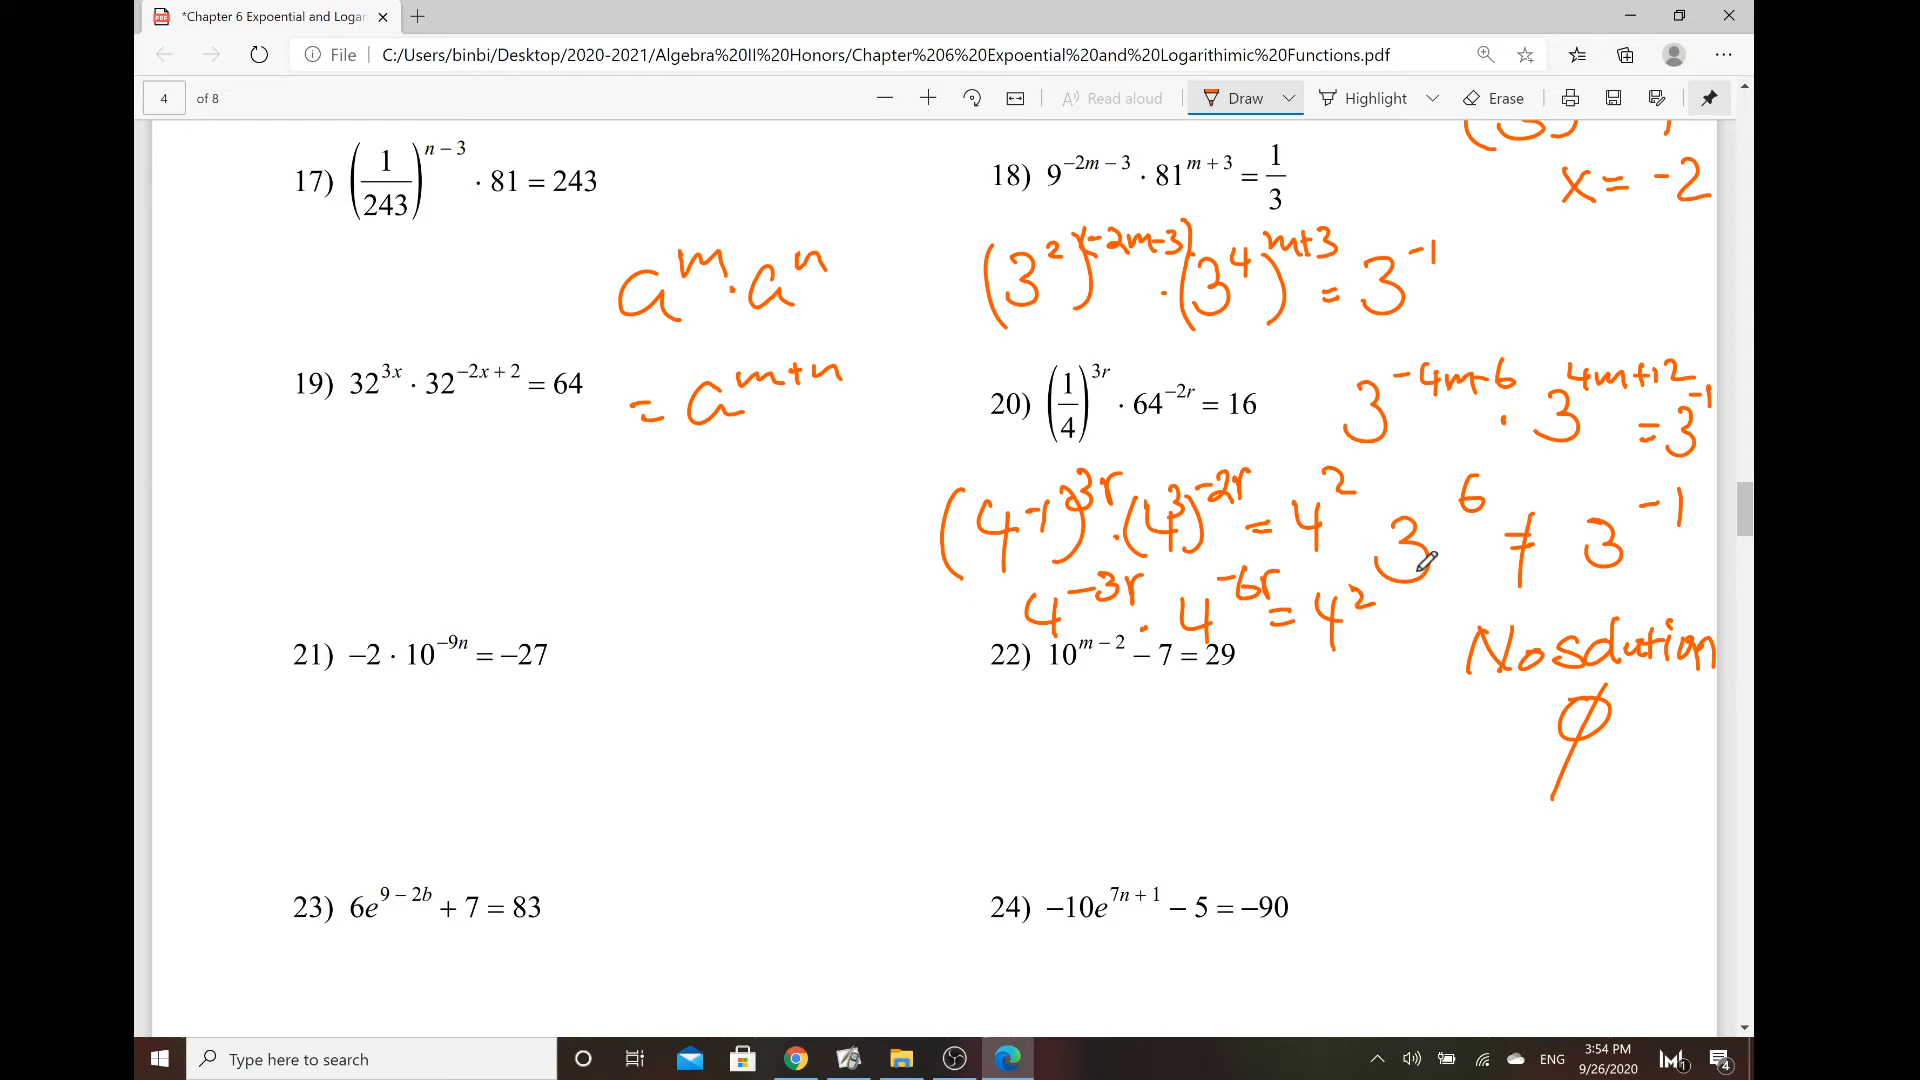 *Chapter 6 Expoential and Logar
File C:/Users/binbi/Desktop/2020-2021/Algebra%20II%20Honors/Chapter%206%20Expoential%20and%20Logarithimic%20Functions.pdf
4 of 8 Read aloud Draw Highlight Erase
x = -2
17) (1/243)^(n − 3) · 81 = 243
18) 9^(−2m − 3) · 81^(m + 3) = 1/3
a^m · a^n
(3^2)^(-2m-3) · (3^4)^(m+3) = 3^-1
= a^(m+n)
19) 32^(3x) · 32^(−2x + 2) = 64
20) (1/4)^(3r) · 64^(−2r) = 16
3^(-4m-6) · 3^(4m+12) = 3^-1
(4^-1)^(3r) · (4^3)^(-2r) = 4^2
3^6 ≠ 3^-1
4^(-3r) · 4^(-6r) = 4^2
No solution
∅
21) −2 · 10^(−9n) = −27
22) 10^(m − 2) − 7 = 29
23) 6e^(9 − 2b) + 7 = 83
24) −10e^(7n + 1) − 5 = −90
Type here to search
ENG
3:54 PM
9/26/2020
1
4